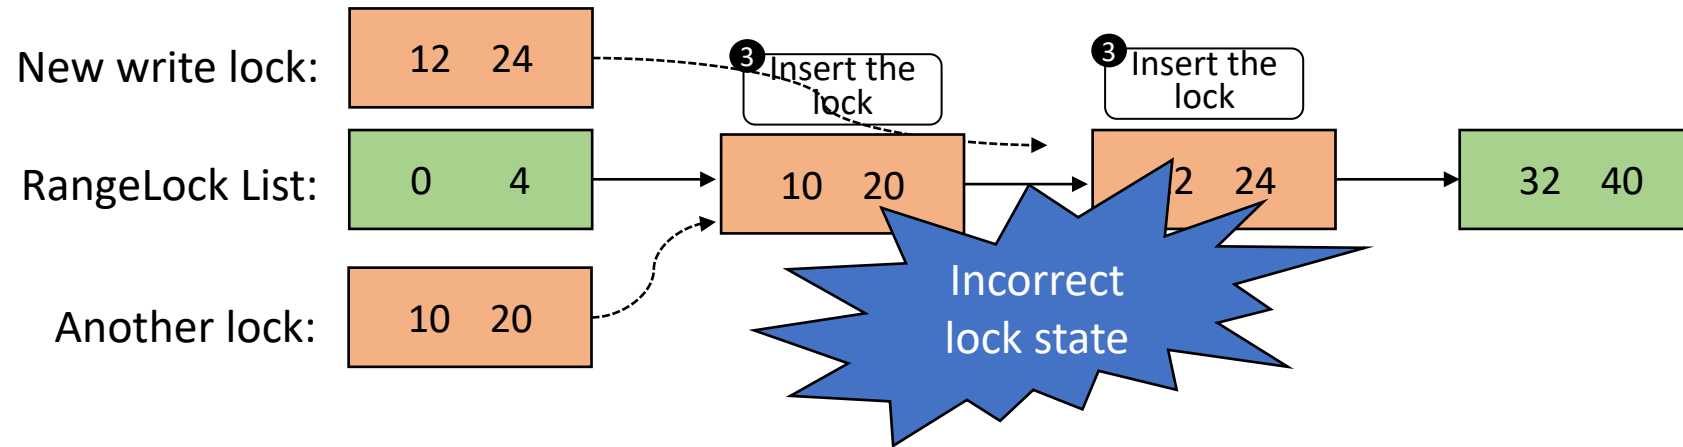 New write lock:
12 24
3
Insert the
lock
3
Insert the
lock
RangeLock List:
0 4
10 20
2 24
32 40
Another lock:
10 20
Incorrect
lock state